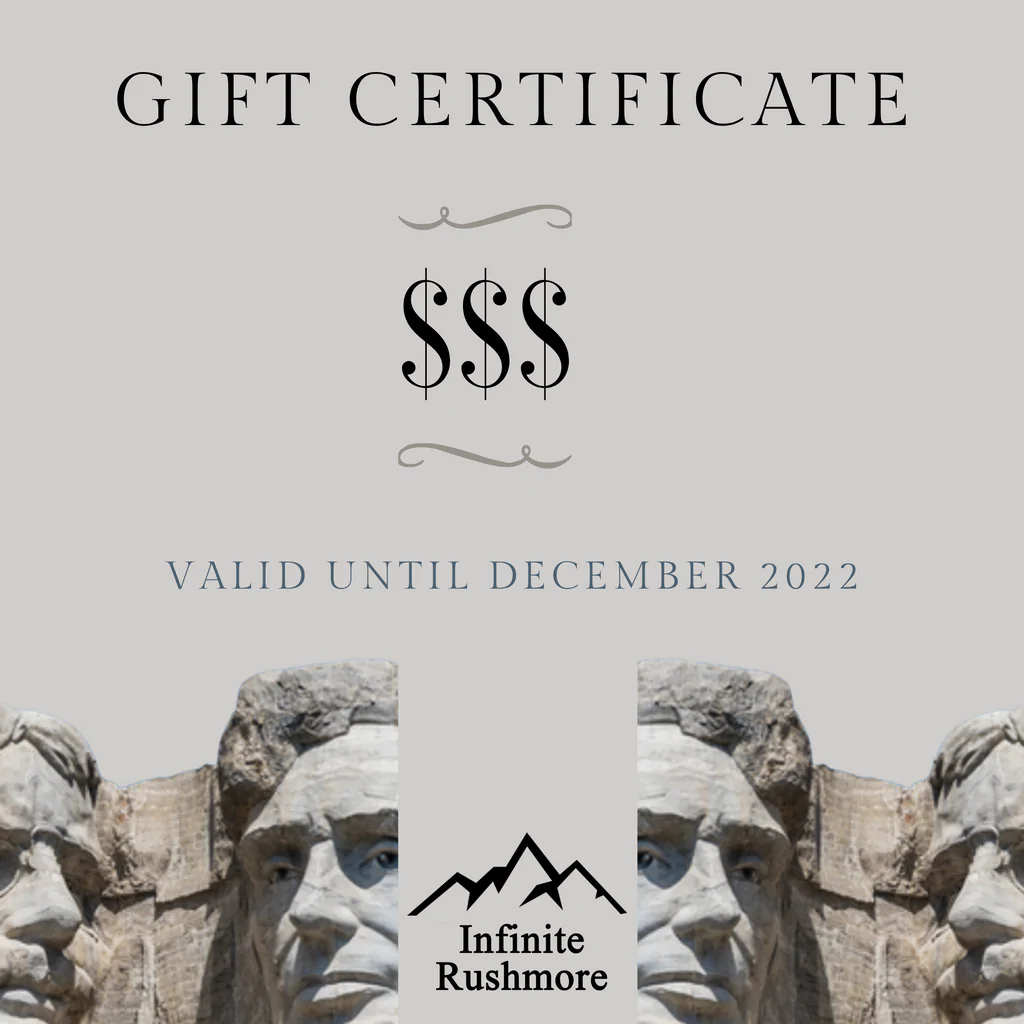 GIFT CERTIFICATE
$$$
VALID UNTIL DECEMBER 2022
Infinite
Rushmore